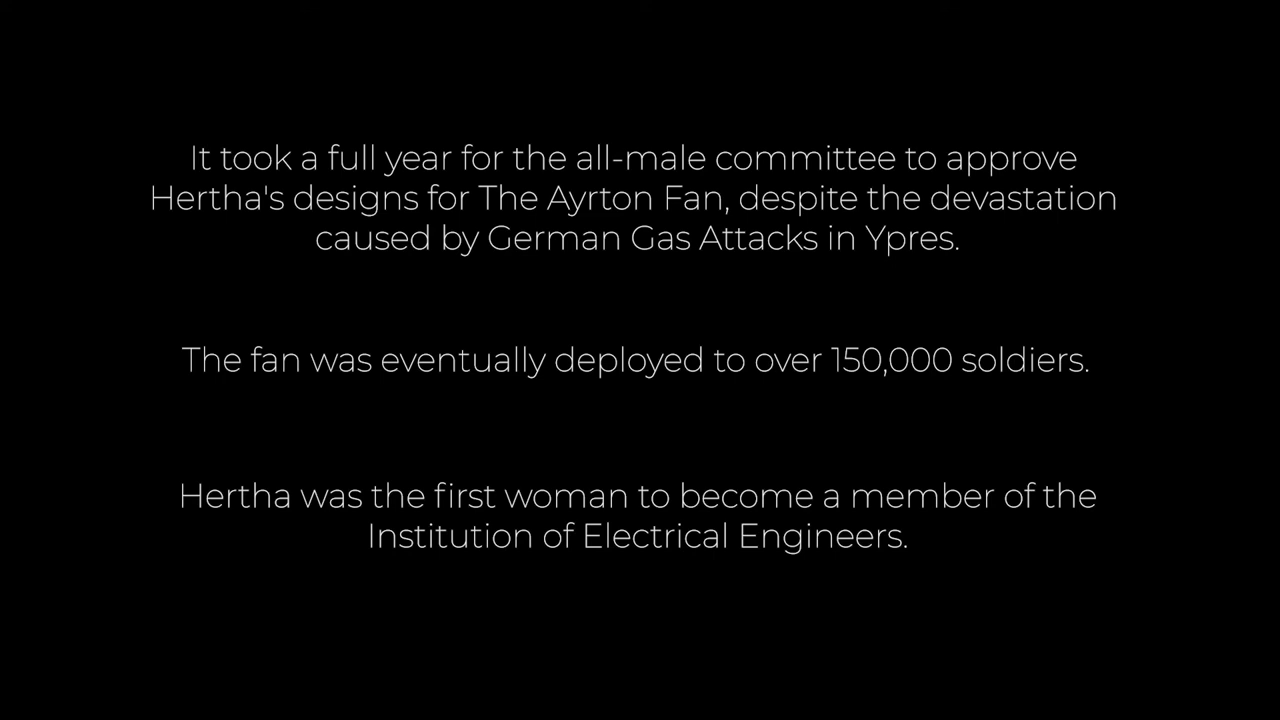 It took a full year for the all-male committee to approve
Hertha's designs for The Ayrton Fan, despite the devastation
caused by German Gas Attacks in Ypres.
The fan was eventually deployed to over 150,000 soldiers.
Hertha was the first woman to become a member of the
Institution of Electrical Engineers.